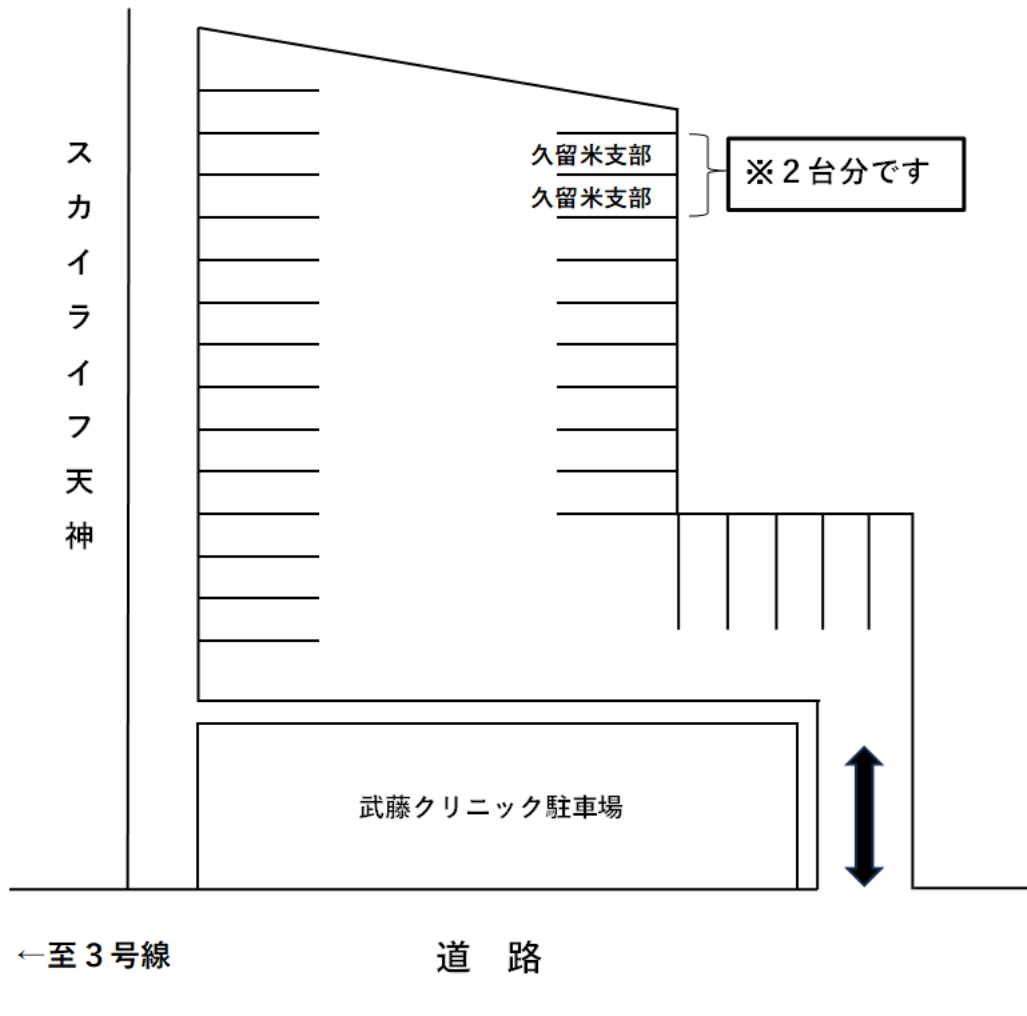 スカイライフ天神
久留米支部
久留米支部
※２台分です
武藤クリニック駐車場
←至３号線
道　路